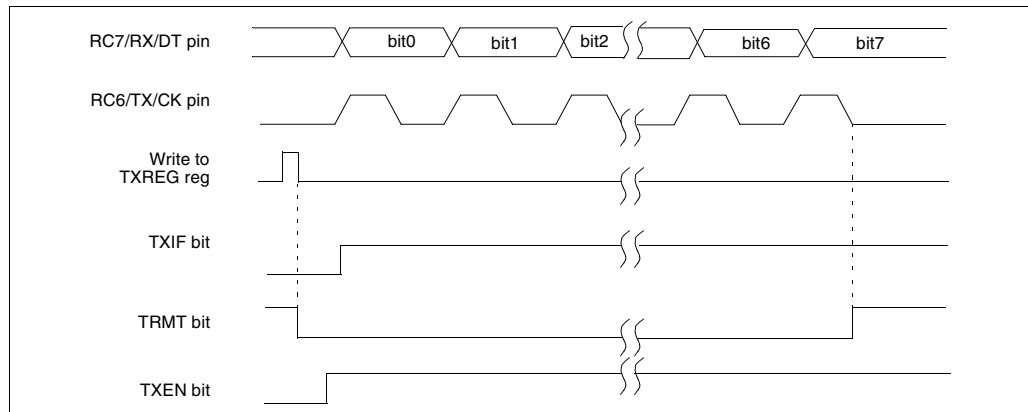 RC7/RX/DT pin
bit0
bit1
bit2
bit6
bit7
RC6/TX/CK pin
Write to
TXREG reg
TXIF bit
TRMT bit
TXEN bit